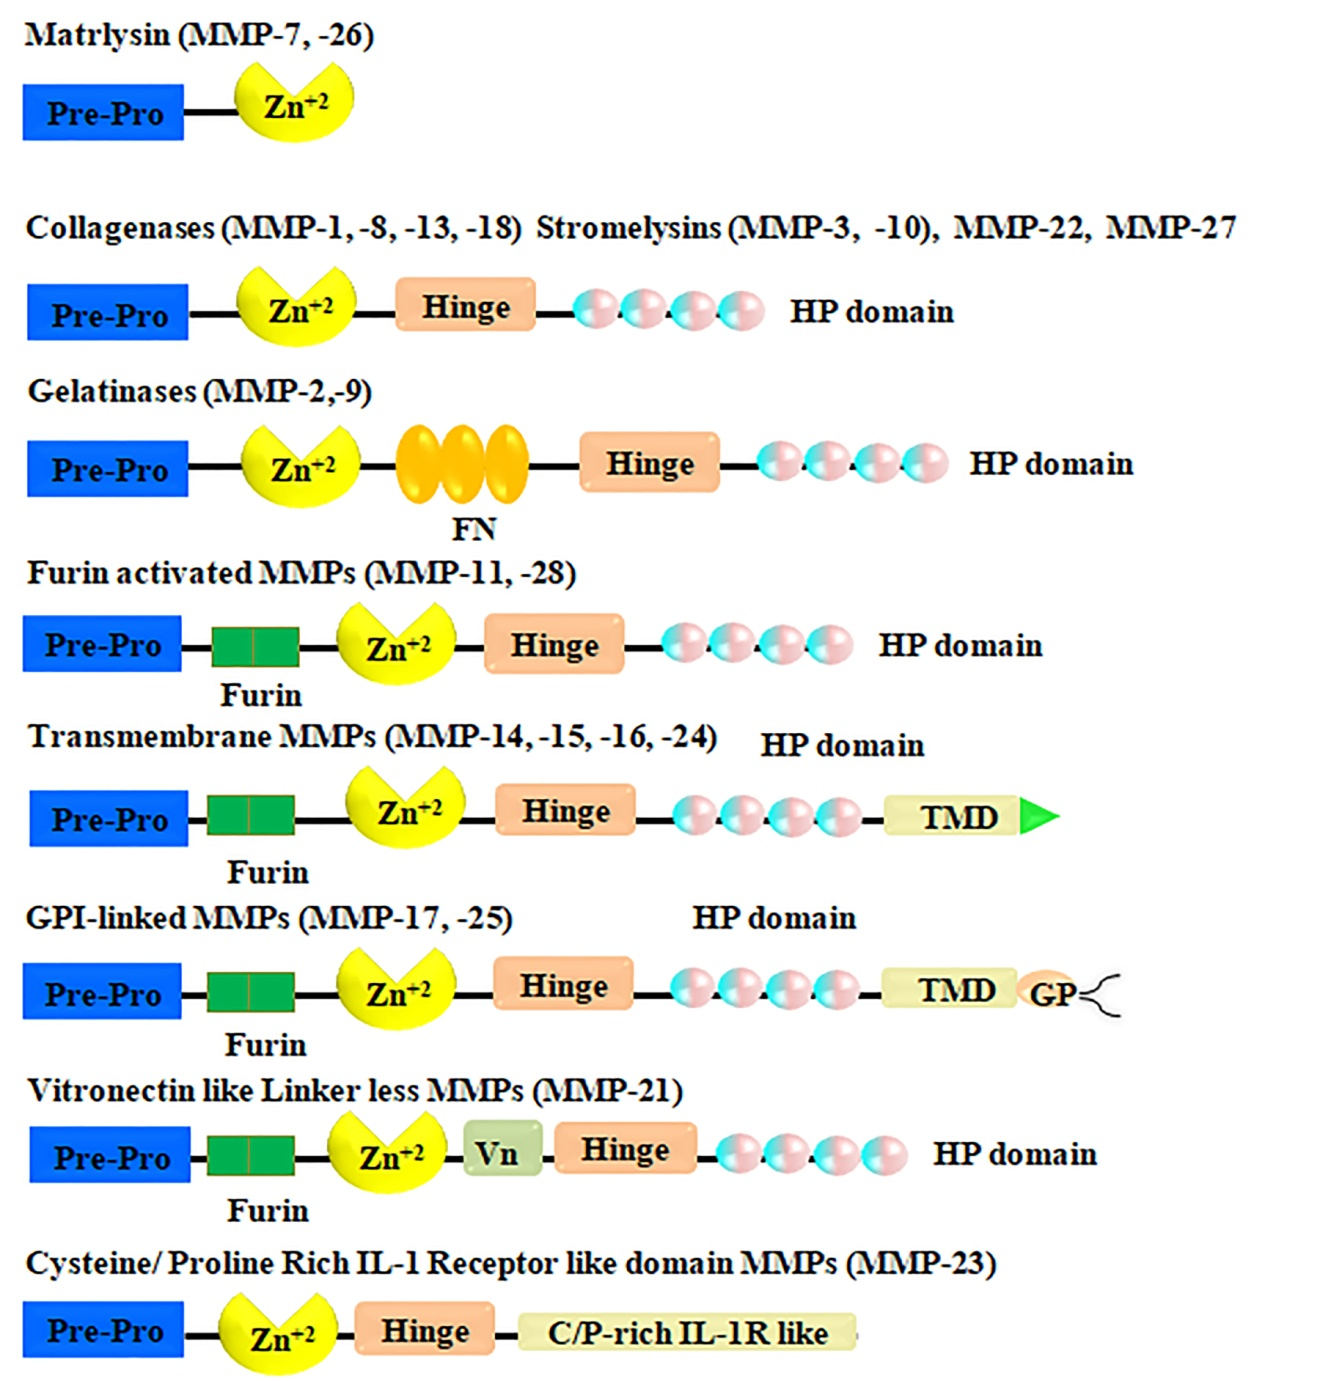 Matrlysin (MMP-7, -26)
Pre-Pro Zn+2
Collagenases (MMP-1, -8, -13, -18) Stromelysins (MMP-3, -10), MMP-22, MMP-27
Pre-Pro Zn+2 Hinge HP domain
Gelatinases (MMP-2,-9)
Pre-Pro Zn+2 Hinge HP domain
FN
Furin activated MMPs (MMP-11, -28)
Pre-Pro Zn+2 Hinge HP domain
Furin
Transmembrane MMPs (MMP-14, -15, -16, -24) HP domain
Pre-Pro Zn+2 Hinge TMD
Furin
GPI-linked MMPs (MMP-17, -25) HP domain
Pre-Pro Zn+2 Hinge TMD GP
Furin
Vitronectin like Linker less MMPs (MMP-21)
Pre-Pro Zn+2 Vn Hinge HP domain
Furin
Cysteine/ Proline Rich IL-1 Receptor like domain MMPs (MMP-23)
Pre-Pro Zn+2 Hinge C/P-rich IL-1R like